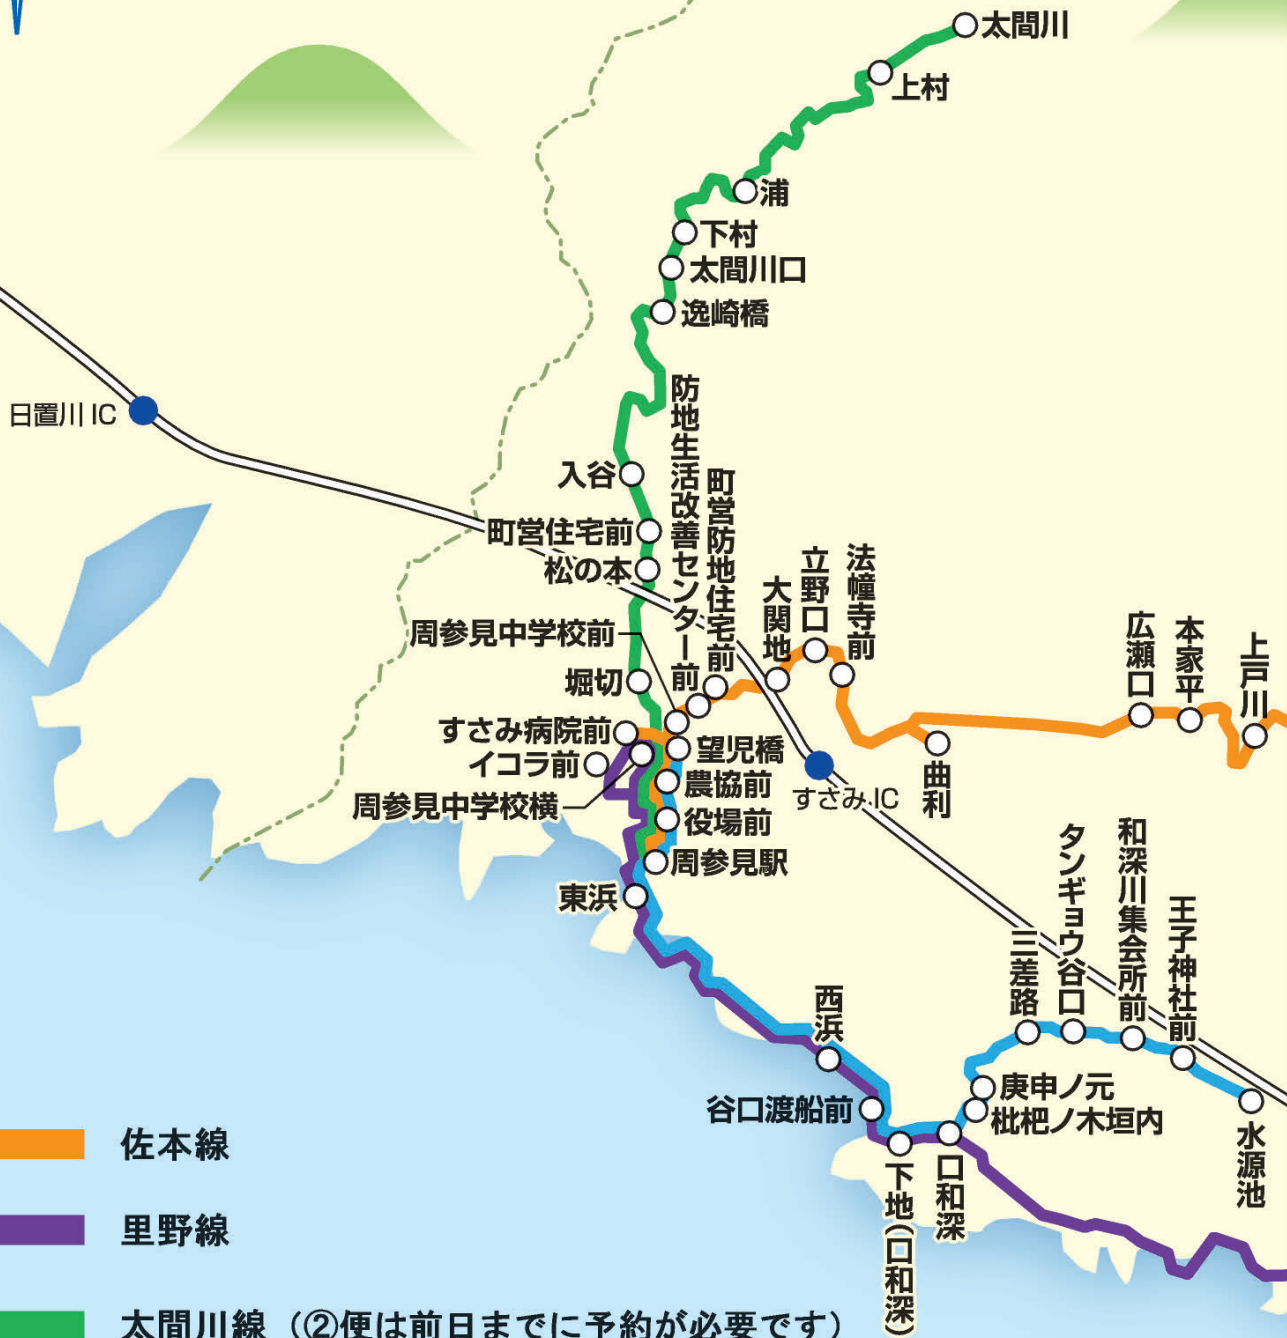 太間川
上村
浦
下村
太間川口
逸崎橋
日置川IC
入谷
町営住宅前
松の本
防地生活改善センター前
町営防地住宅前
大関地
立野口
法幢寺前
周参見中学校前
堀切
広瀬口
本家平
上戸川
すさみ病院前
イコラ前
望児橋
農協前
曲利
すさみIC
周参見中学校横
役場前
周参見駅
東浜
三差路
タンギョウ谷口
和深川集会所前
王子神社前
西浜
谷口渡船前
庚申ノ元
枇杷ノ木垣内
水源池
下地(口和深)
口和深
佐本線
里野線
太間川線（②便は前日までに予約が必要です）